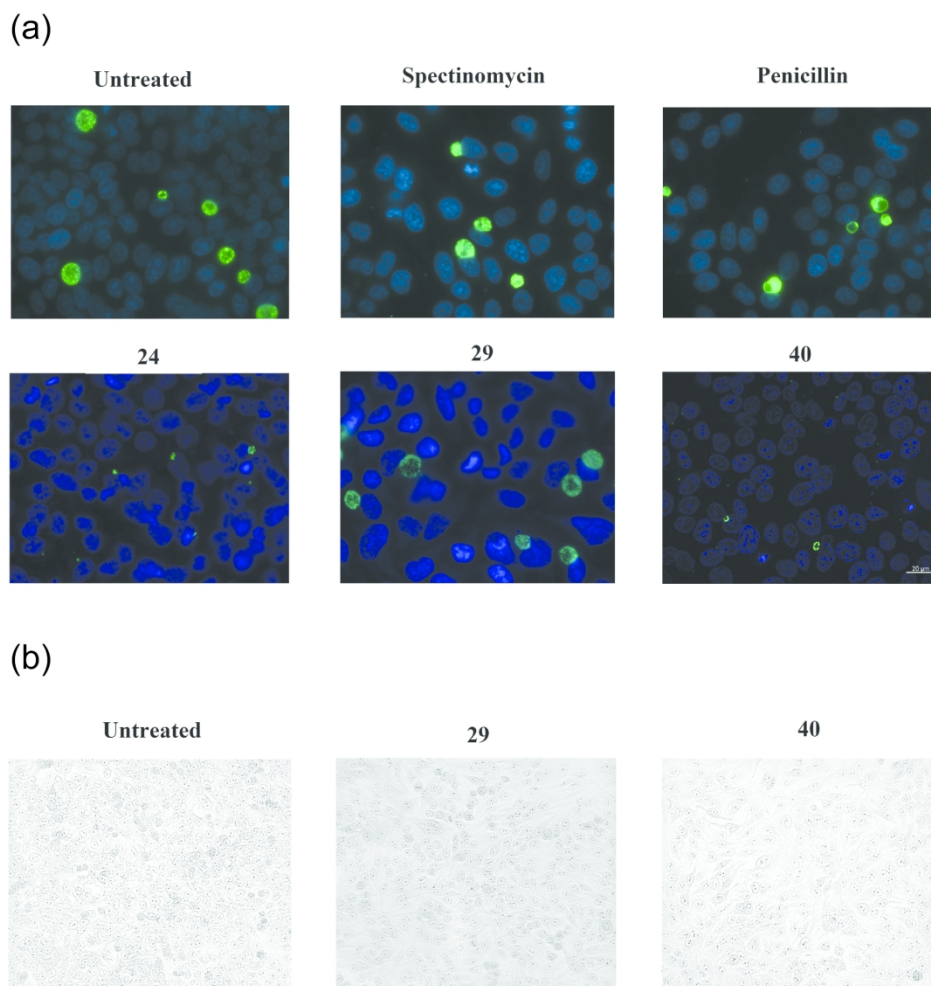 (a)
Untreated Spectinomycin Penicillin
24 29 40
20 µm
(b)
Untreated 29 40